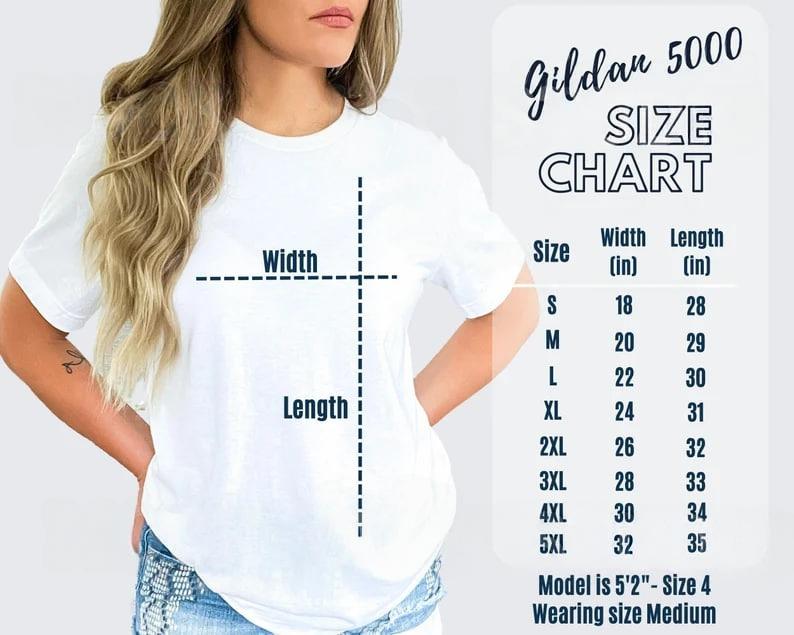 Gildan 5000
SIZE
CHART
Width
Length
Size Width (in) Length (in)
S 18 28
M 20 29
L 22 30
XL 24 31
2XL 26 32
3XL 28 33
4XL 30 34
5XL 32 35
Model is 5'2"- Size 4
Wearing size Medium